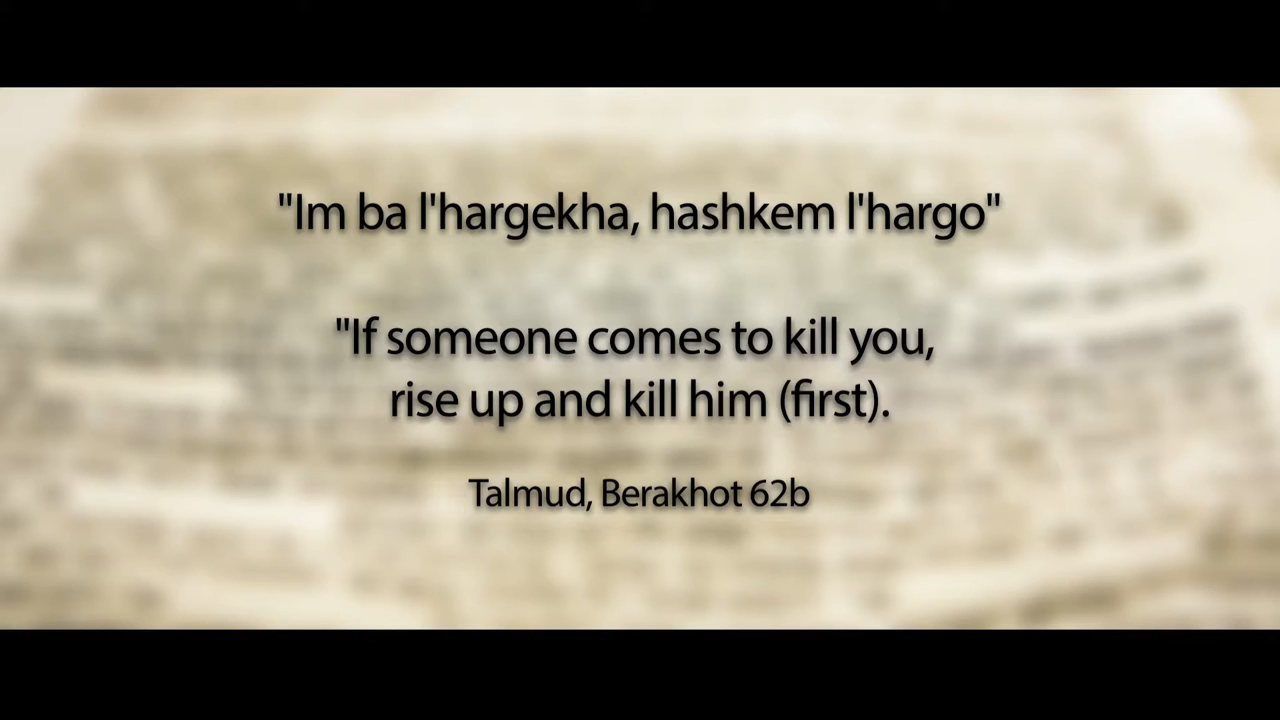 "Im ba l'hargekha, hashkem l'hargo"
"If someone comes to kill you,
rise up and kill him (first).
Talmud, Berakhot 62b